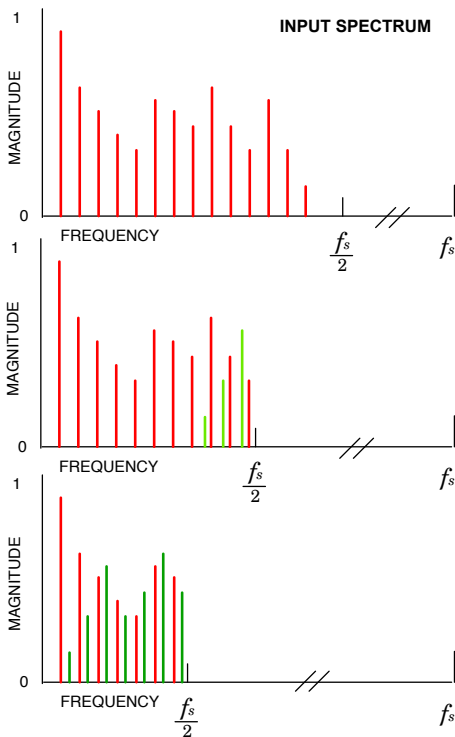 1
INPUT SPECTRUM
MAGNITUDE
0
FREQUENCY
fs/2
fs
1
MAGNITUDE
0
FREQUENCY
fs/2
fs
1
MAGNITUDE
0
FREQUENCY
fs/2
fs